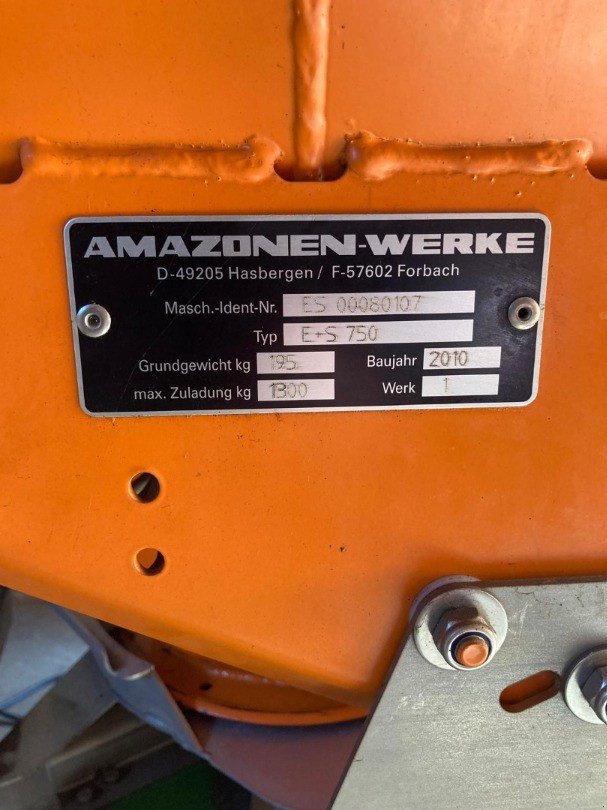 AMAZONEN-WERKE
D-49205 Hasbergen / F-57602 Forbach
Masch.-Ident-Nr. ES 00080107
Typ E+S 750
Grundgewicht kg 195 Baujahr 2010
max. Zuladung kg 1300 Werk 1